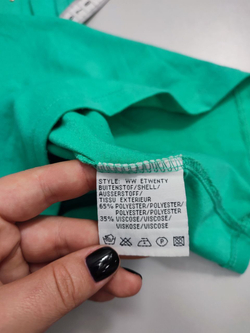 STYLE: WW ETWENTY
BUITENSTOF/SHELL/
AUSSERSTOFF/
TISSU EXTERIEUR
65% POLYESTER/POLYESTER/
POLYESTER/POLYESTER
35% VISCOSE/VISCOSE/
VISKOSE/VISCOSE